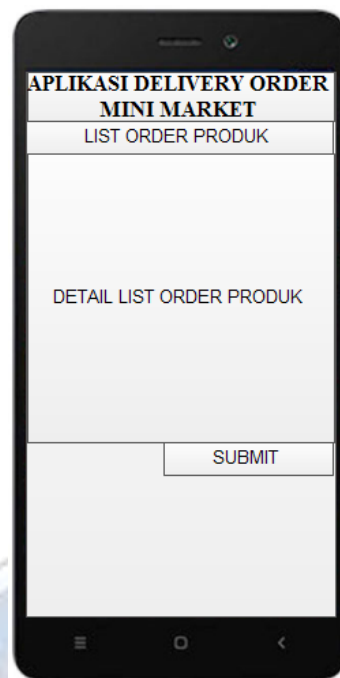 APLIKASI DELIVERY ORDER
MINI MARKET
LIST ORDER PRODUK
DETAIL LIST ORDER PRODUK
SUBMIT